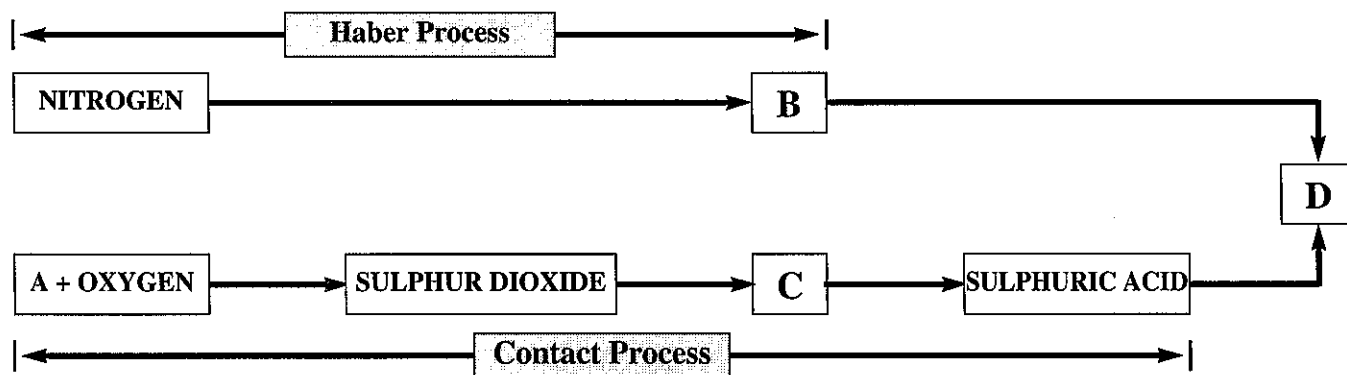 Haber Process
NITROGEN
B
D
A + OXYGEN
SULPHUR DIOXIDE
C
SULPHURIC ACID
Contact Process